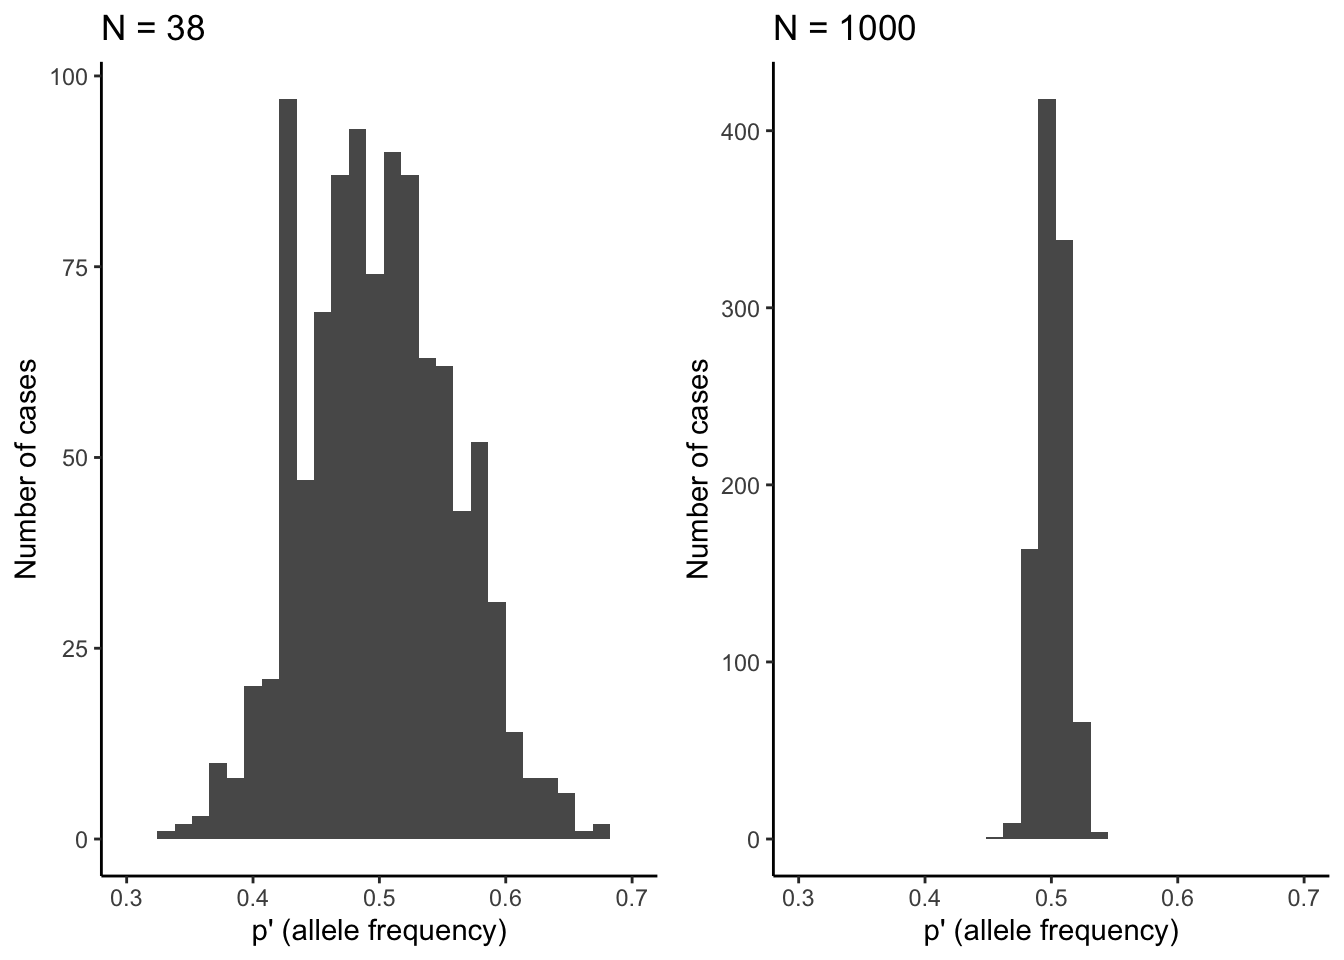 N = 38
100
75
50
25
0
Number of cases
0.3 0.4 0.5 0.6 0.7
p' (allele frequency)
N = 1000
400
300
200
100
0
Number of cases
0.3 0.4 0.5 0.6 0.7
p' (allele frequency)